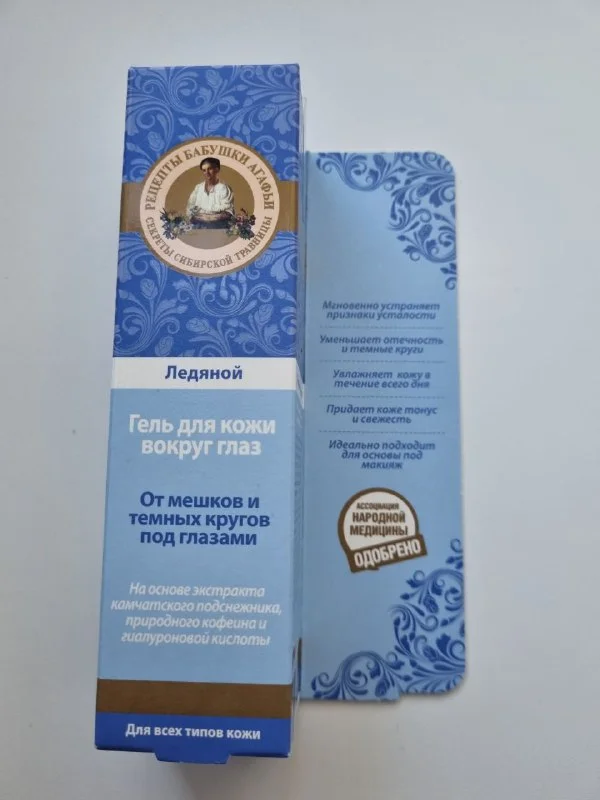 РЕЦЕПТЫ БАБУШКИ АГАФЬИ
СЕКРЕТЫ СИБИРСКОЙ ТРАВНИЦЫ
Ледяной
Гель для кожи
вокруг глаз
От мешков и
темных кругов
под глазами
На основе экстракта
камчатского подснежника,
природного кофеина и
гиалуроновой кислоты
Для всех типов кожи
Мгновенно устраняет
признаки усталости
Уменьшает отечность
и темные круги
Увлажняет кожу в
течение всего дня
Придает коже тонус
и свежесть
Идеально подходит
для основы под
макияж
АССОЦИАЦИЯ
НАРОДНОЙ
МЕДИЦИНЫ
ОДОБРЕНО